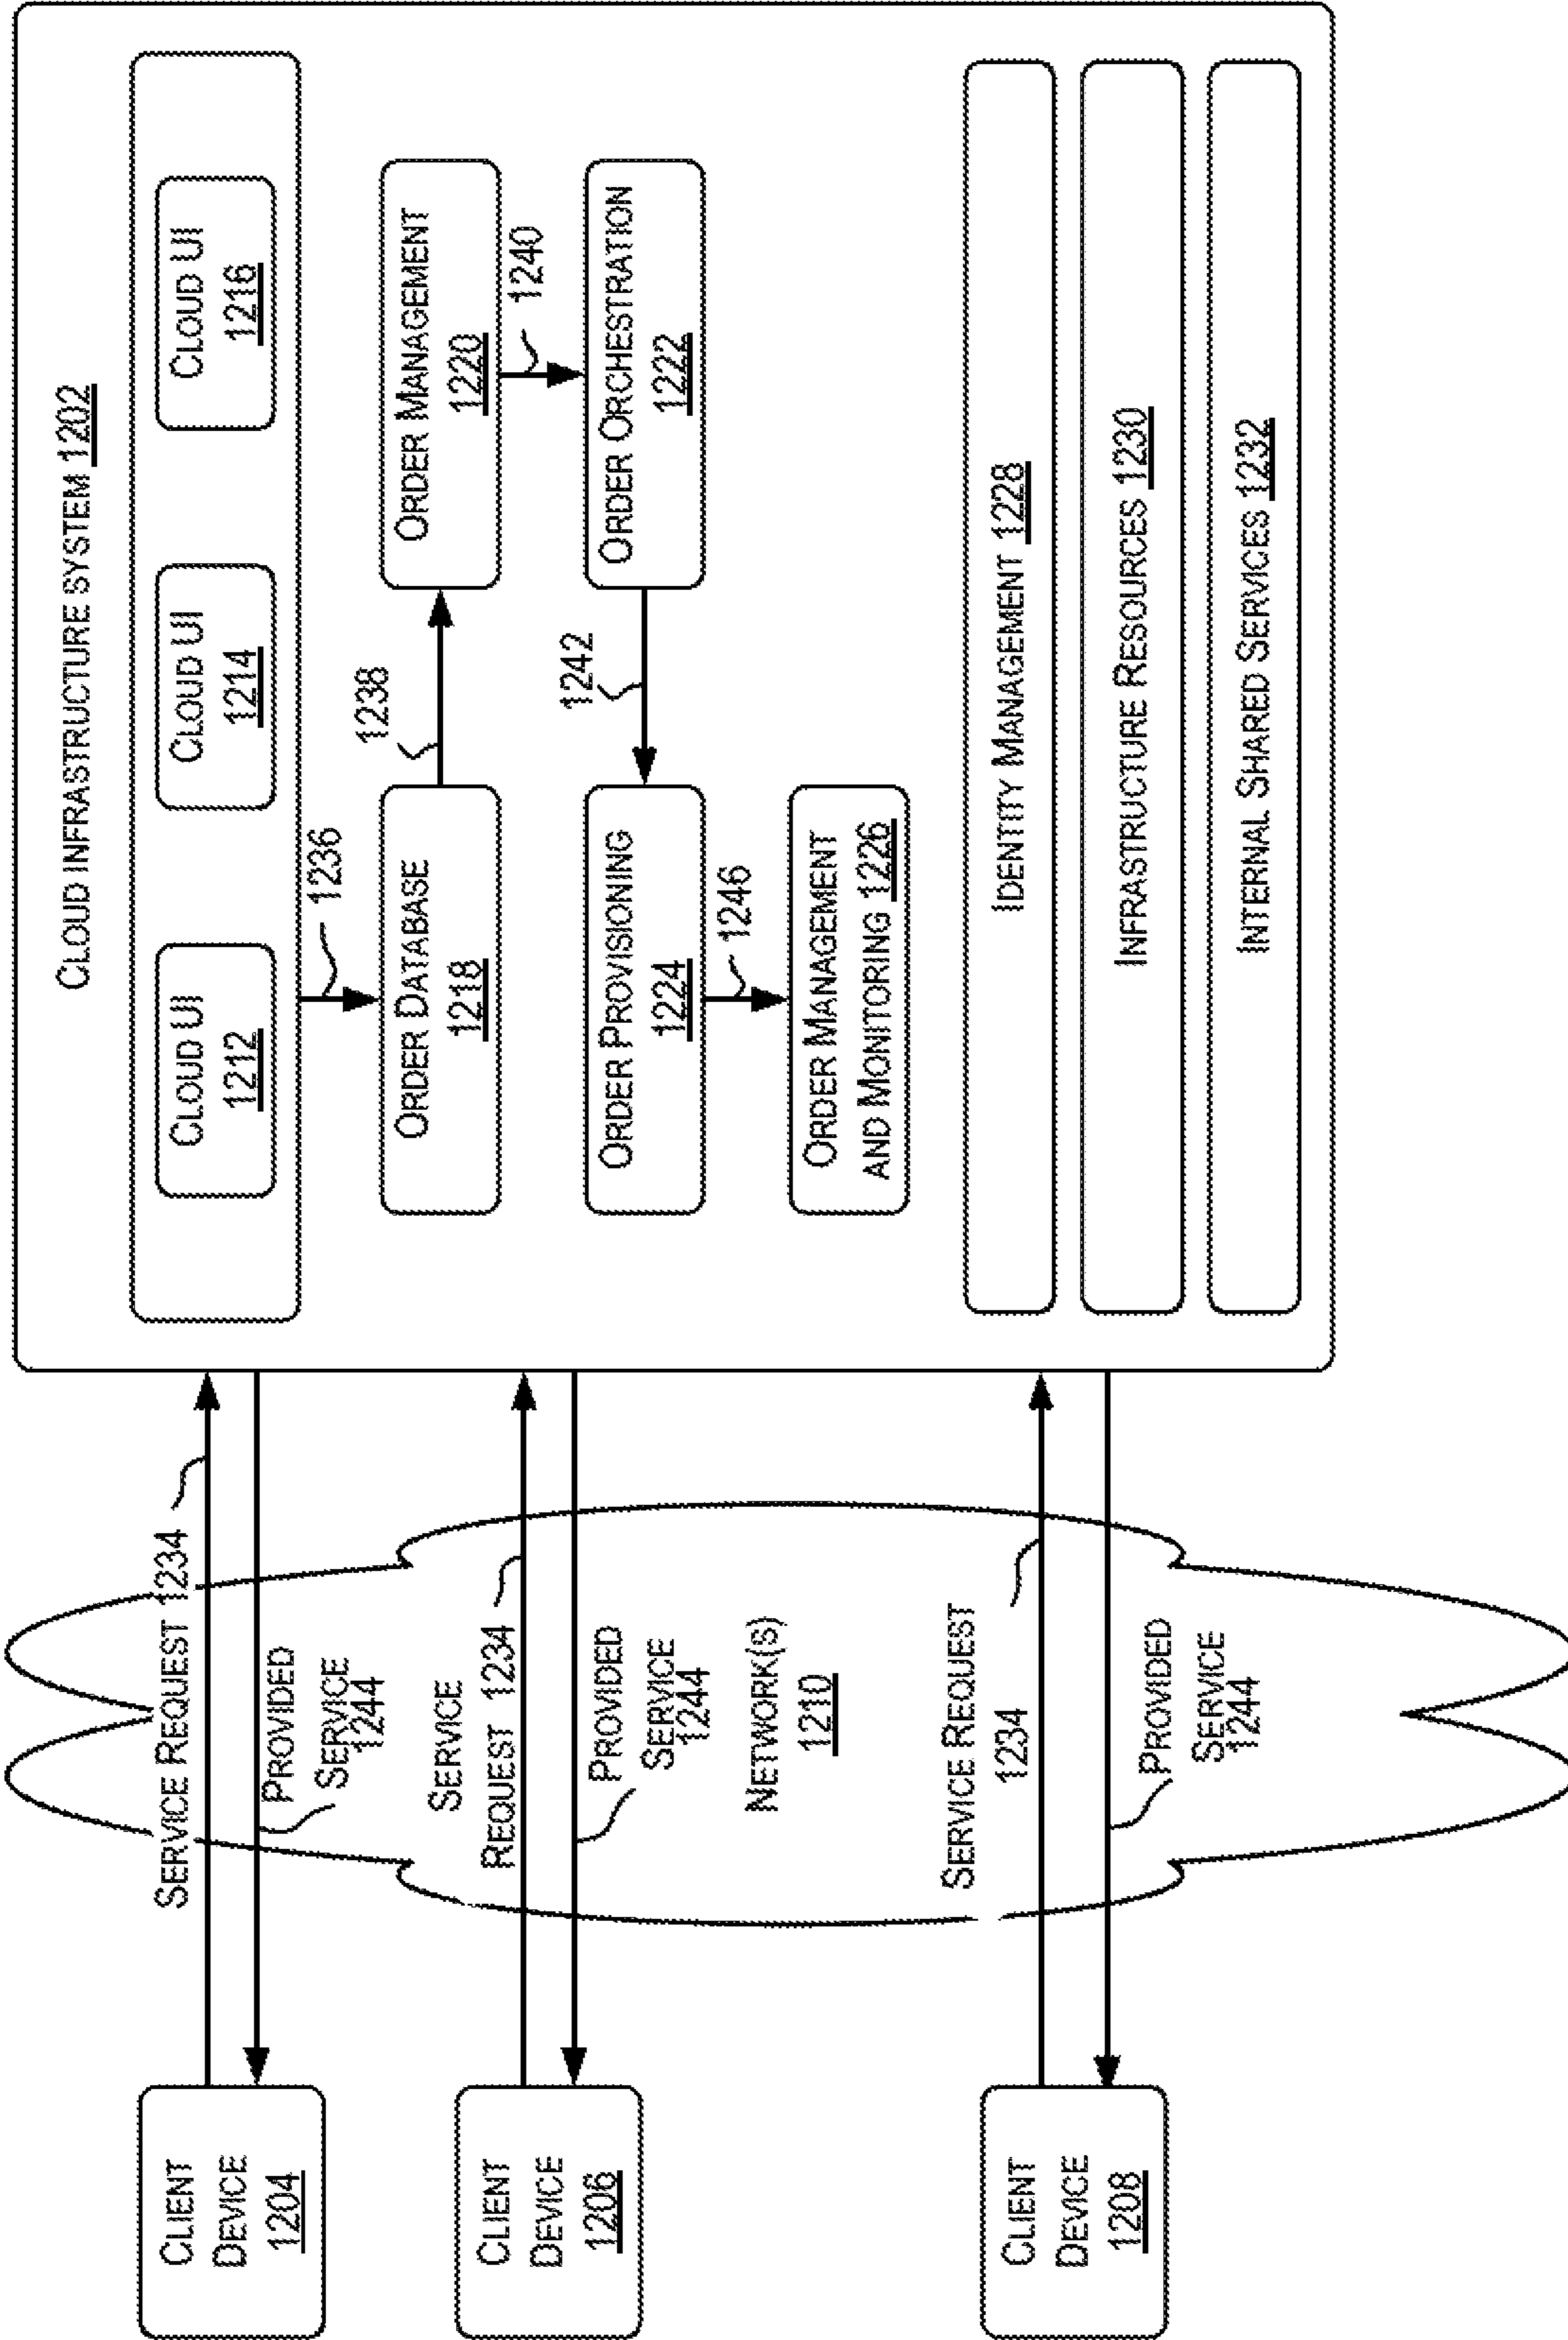 CLOUD INFRASTRUCTURE SYSTEM 1202
CLOUD UI
1212
CLOUD UI
1214
CLOUD UI
1216
1236
ORDER DATABASE
1218
1238
ORDER MANAGEMENT
1220
1240
ORDER PROVISIONING
1224
1242
ORDER ORCHESTRATION
1222
1246
ORDER MANAGEMENT
AND MONITORING 1226
IDENTITY MANAGEMENT 1228
INFRASTRUCTURE RESOURCES 1230
INTERNAL SHARED SERVICES 1232
SERVICE REQUEST 1234
PROVIDED
SERVICE
1244
SERVICE
REQUEST 1234
PROVIDED
SERVICE
1244
NETWORK(S)
1210
SERVICE REQUEST
1234
PROVIDED
SERVICE
1244
CLIENT
DEVICE
1204
CLIENT
DEVICE
1206
CLIENT
DEVICE
1208